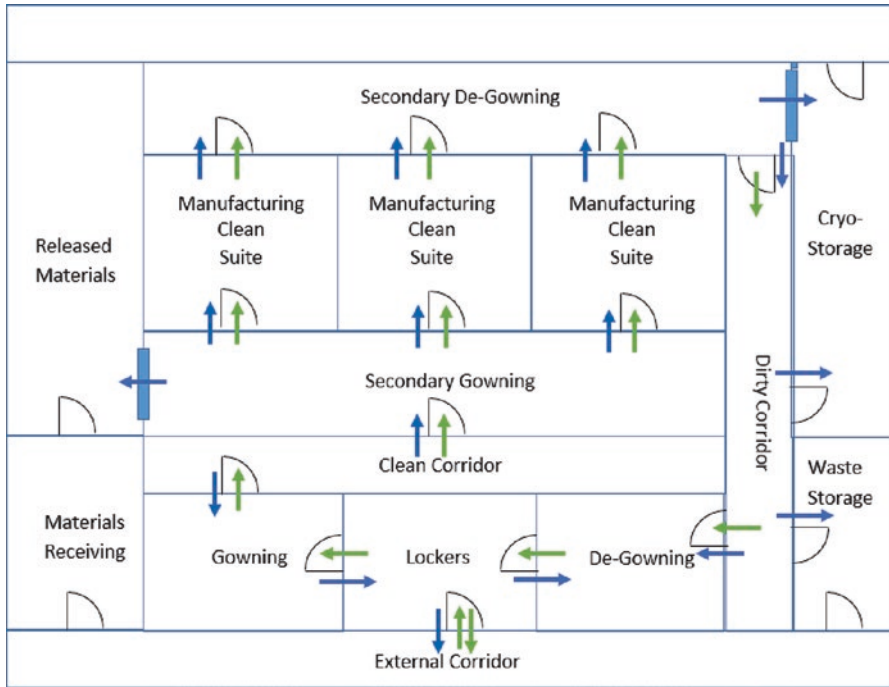 Secondary De-Gowning
Manufacturing
Clean
Suite
Manufacturing
Clean
Suite
Manufacturing
Clean
Suite
Released
Materials
Cryo-
Storage
Secondary Gowning
Dirty Corridor
Clean Corridor
Waste
Storage
Materials
Receiving
Gowning
Lockers
De-Gowning
External Corridor